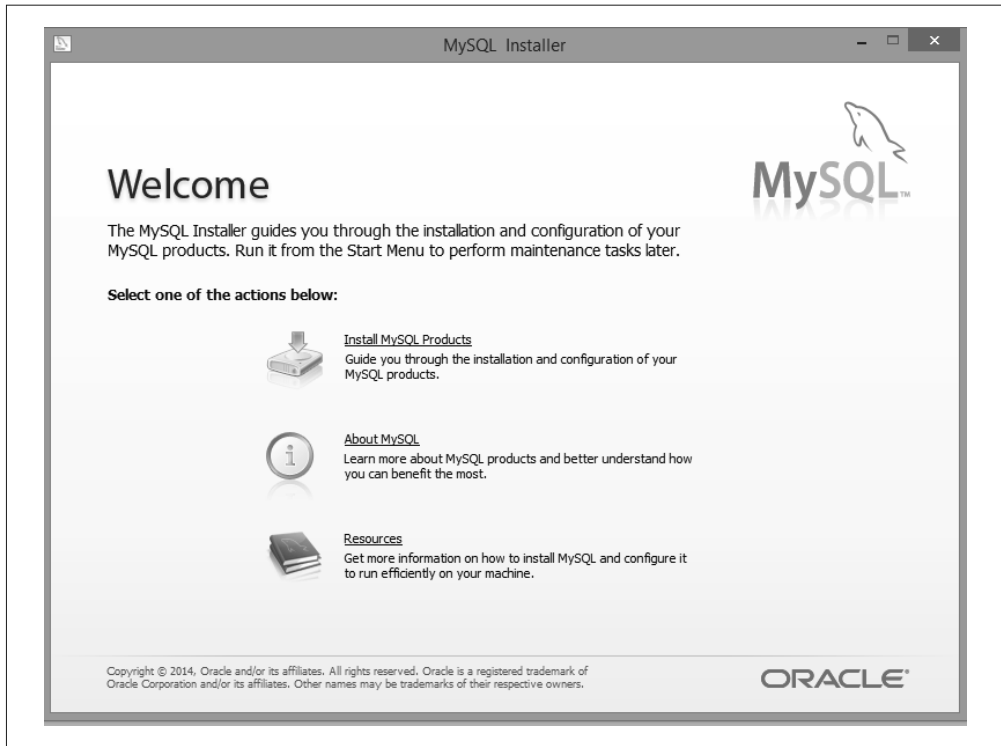 MySQL Installer
MySQL™
Welcome
The MySQL Installer guides you through the installation and configuration of your
MySQL products. Run it from the Start Menu to perform maintenance tasks later.
Select one of the actions below:
Install MySQL Products
Guide you through the installation and configuration of your
MySQL products.
About MySQL
Learn more about MySQL products and better understand how
you can benefit the most.
Resources
Get more information on how to install MySQL and configure it
to run efficiently on your machine.
Copyright © 2014, Oracle and/or its affiliates. All rights reserved. Oracle is a registered trademark of
Oracle Corporation and/or its affiliates. Other names may be trademarks of their respective owners.
ORACLE®